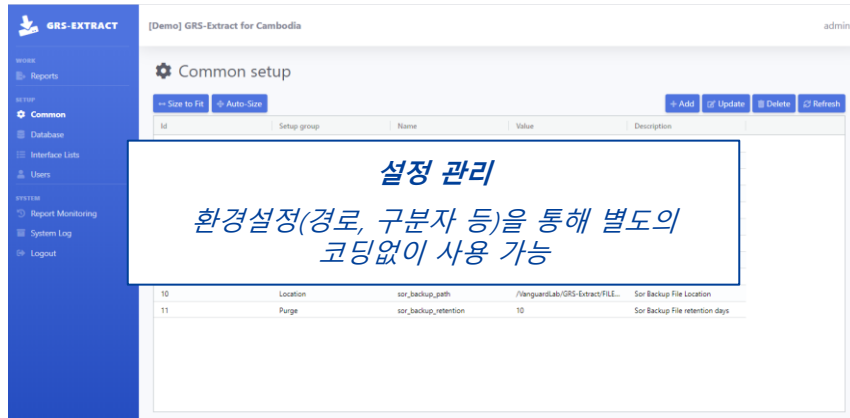 GRS-EXTRACT
[Demo] GRS-Extract for Cambodia
admin
WORK
Reports
SETUP
Common
Database
Interface Lists
Users
SYSTEM
Report Monitoring
System Log
Logout
Common setup
Size to Fit Auto-Size Add Update Delete Refresh
Id Setup group Name Value Description
설정 관리
환경설정(경로, 구분자 등)을 통해 별도의
코딩없이 사용 가능
10 Location sor_backup_path /VanguardLab/GRS-Extract/FILE... Sor Backup File Location
11 Purge sor_backup_retention 10 Sor Backup File retention days